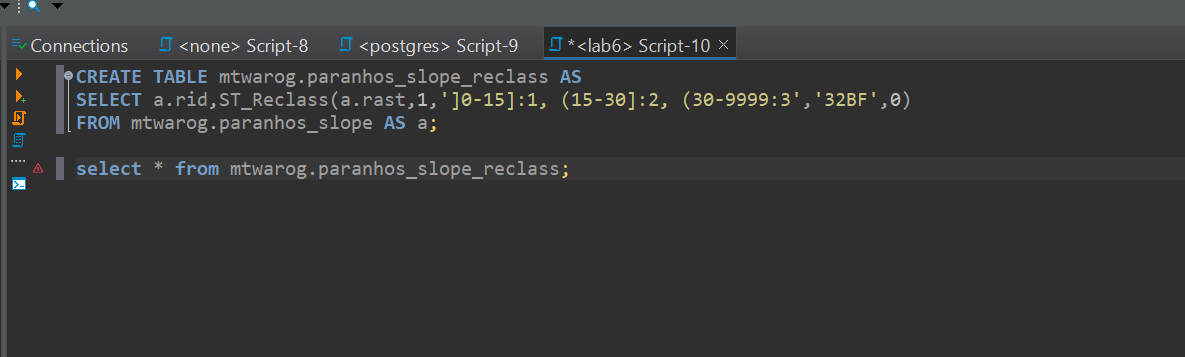 Connections <none> Script-8 <postgres> Script-9 *<lab6> Script-10
CREATE TABLE mtwarog.paranhos_slope_reclass AS
SELECT a.rid,ST_Reclass(a.rast,1,']0-15]:1, (15-30]:2, (30-9999:3','32BF',0)
FROM mtwarog.paranhos_slope AS a;
select * from mtwarog.paranhos_slope_reclass;